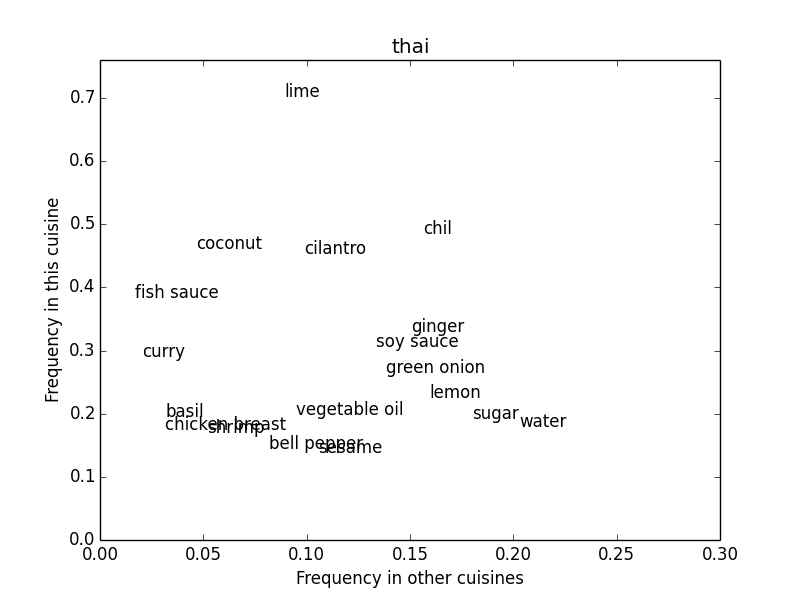 thai
0.7
lime
0.6
0.5
chil
coconut
cilantro
0.4
fish sauce
ginger
soy sauce
0.3
curry
green onion
lemon
0.2
basil
vegetable oil
sugar
water
chicken breast
shrimp
bell pepper
sesame
0.1
0.0
Frequency in this cuisine
0.00 0.05 0.10 0.15 0.20 0.25 0.30
Frequency in other cuisines